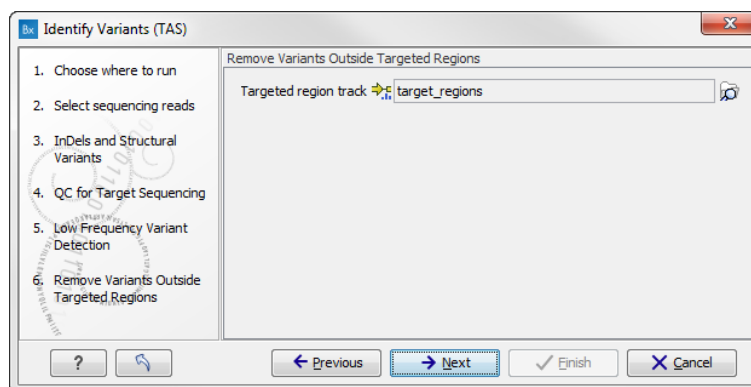 Bx Identify Variants (TAS)
X
1. Choose where to run
2. Select sequencing reads
3. InDels and Structural
Variants
4. QC for Target Sequencing
5. Low Frequency Variant
Detection
6. Remove Variants Outside
Targeted Regions
Remove Variants Outside Targeted Regions
Targeted region track target_regions
? Previous Next Finish Cancel